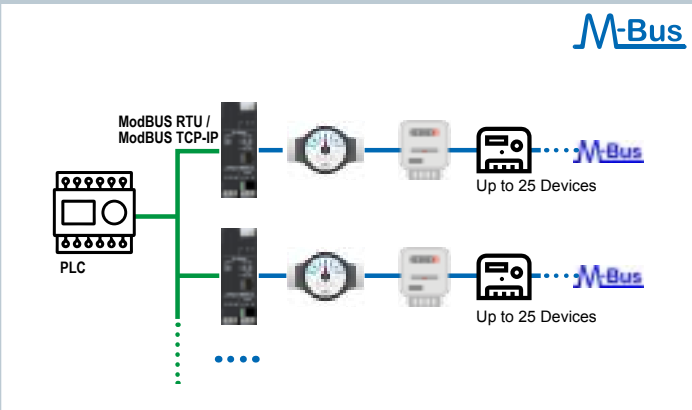 M-Bus
ModBUS RTU /
ModBUS TCP-IP
M-Bus
Up to 25 Devices
PLC
M-Bus
Up to 25 Devices